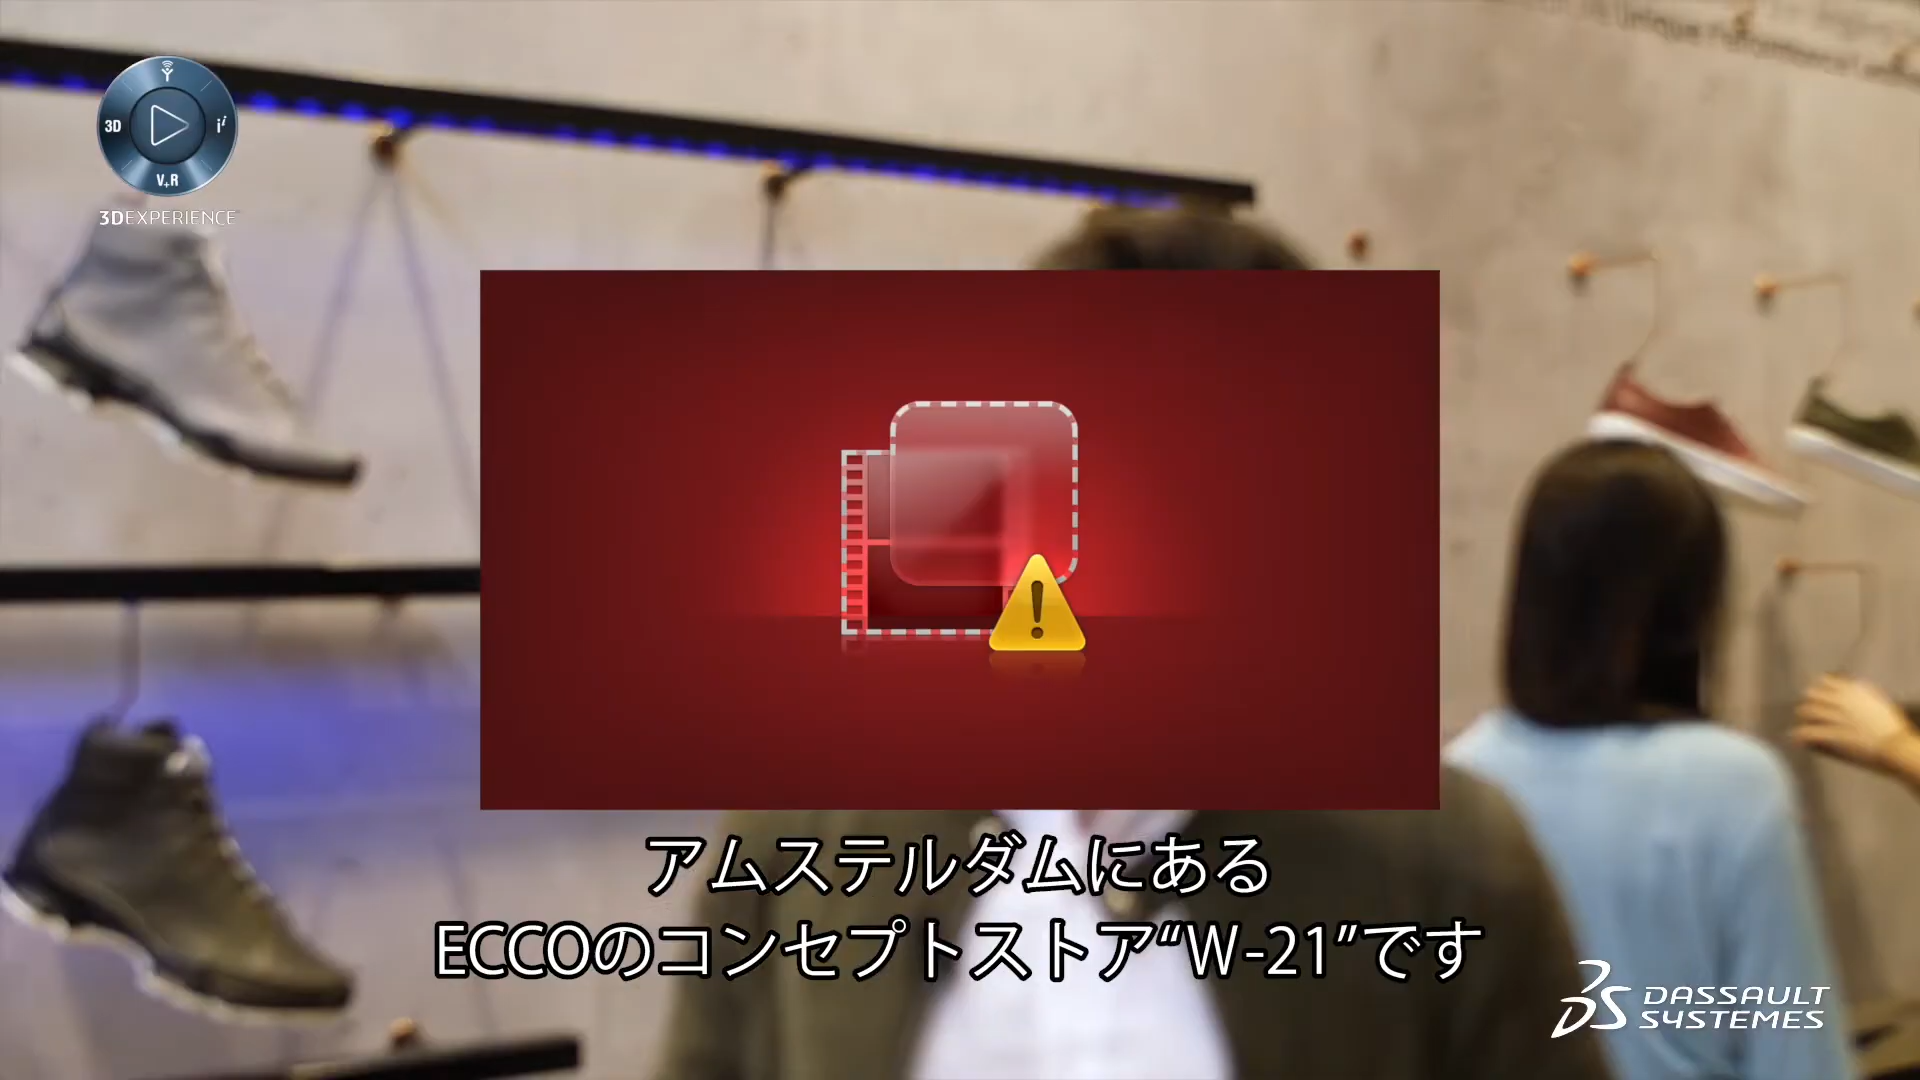 unique
3D
i
V+R
3DEXPERIENCE
アムステルダムにある
ECCOのコンセプトストア“W-21”です
DASSAULT
SYSTEMES